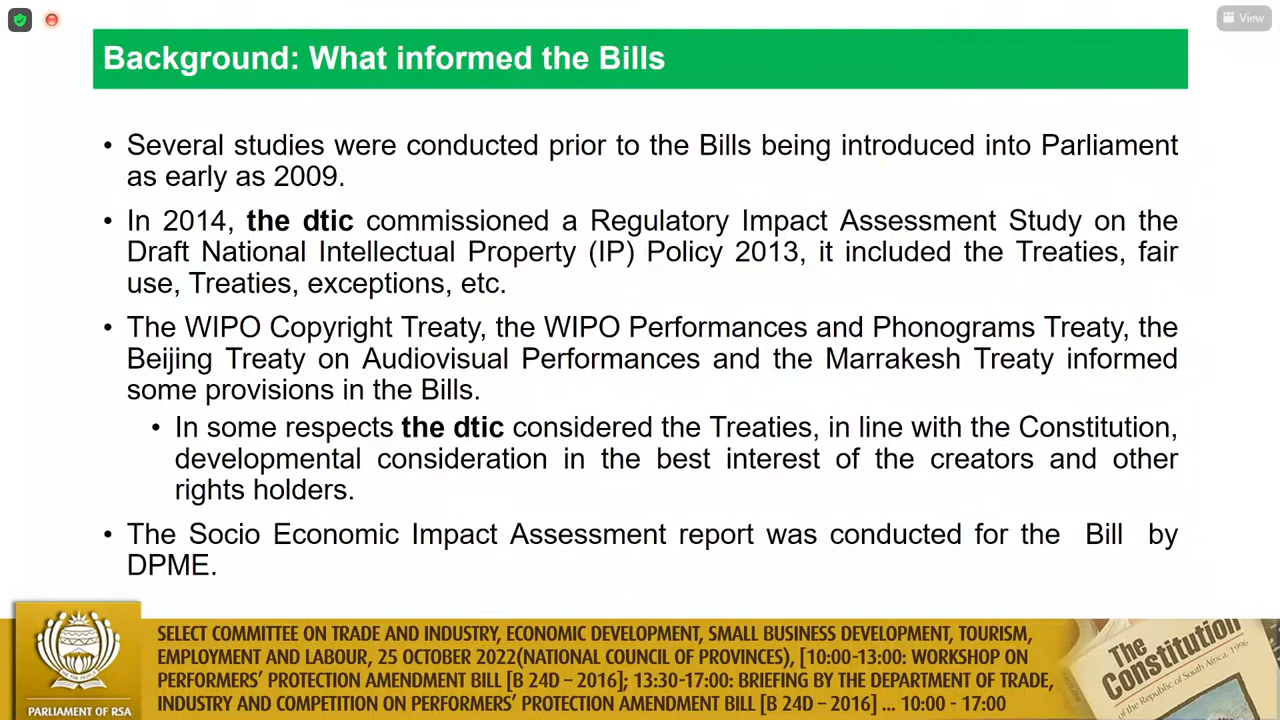 View
Background: What informed the Bills
• Several studies were conducted prior to the Bills being introduced into Parliament
as early as 2009.
• In 2014, the dtic commissioned a Regulatory Impact Assessment Study on the
Draft National Intellectual Property (IP) Policy 2013, it included the Treaties, fair
use, Treaties, exceptions, etc.
• The WIPO Copyright Treaty, the WIPO Performances and Phonograms Treaty, the
Beijing Treaty on Audiovisual Performances and the Marrakesh Treaty informed
some provisions in the Bills.
• In some respects the dtic considered the Treaties, in line with the Constitution,
developmental consideration in the best interest of the creators and other
rights holders.
• The Socio Economic Impact Assessment report was conducted for the Bill by
DPME.
SELECT COMMITTEE ON TRADE AND INDUSTRY, ECONOMIC DEVELOPMENT, SMALL BUSINESS DEVELOPMENT, TOURISM,
EMPLOYMENT AND LABOUR, 25 OCTOBER 2022(NATIONAL COUNCIL OF PROVINCES), [10:00-13:00: WORKSHOP ON
PERFORMERS' PROTECTION AMENDMENT BILL [B 24D – 2016]; 13:30-17:00: BRIEFING BY THE DEPARTMENT OF TRADE,
INDUSTRY AND COMPETITION ON PERFORMERS' PROTECTION AMENDMENT BILL [B 24D – 2016] ... 10:00 - 17:00
PARLIAMENT OF RSA
The
Constitution
of the Republic of South Africa, 1996